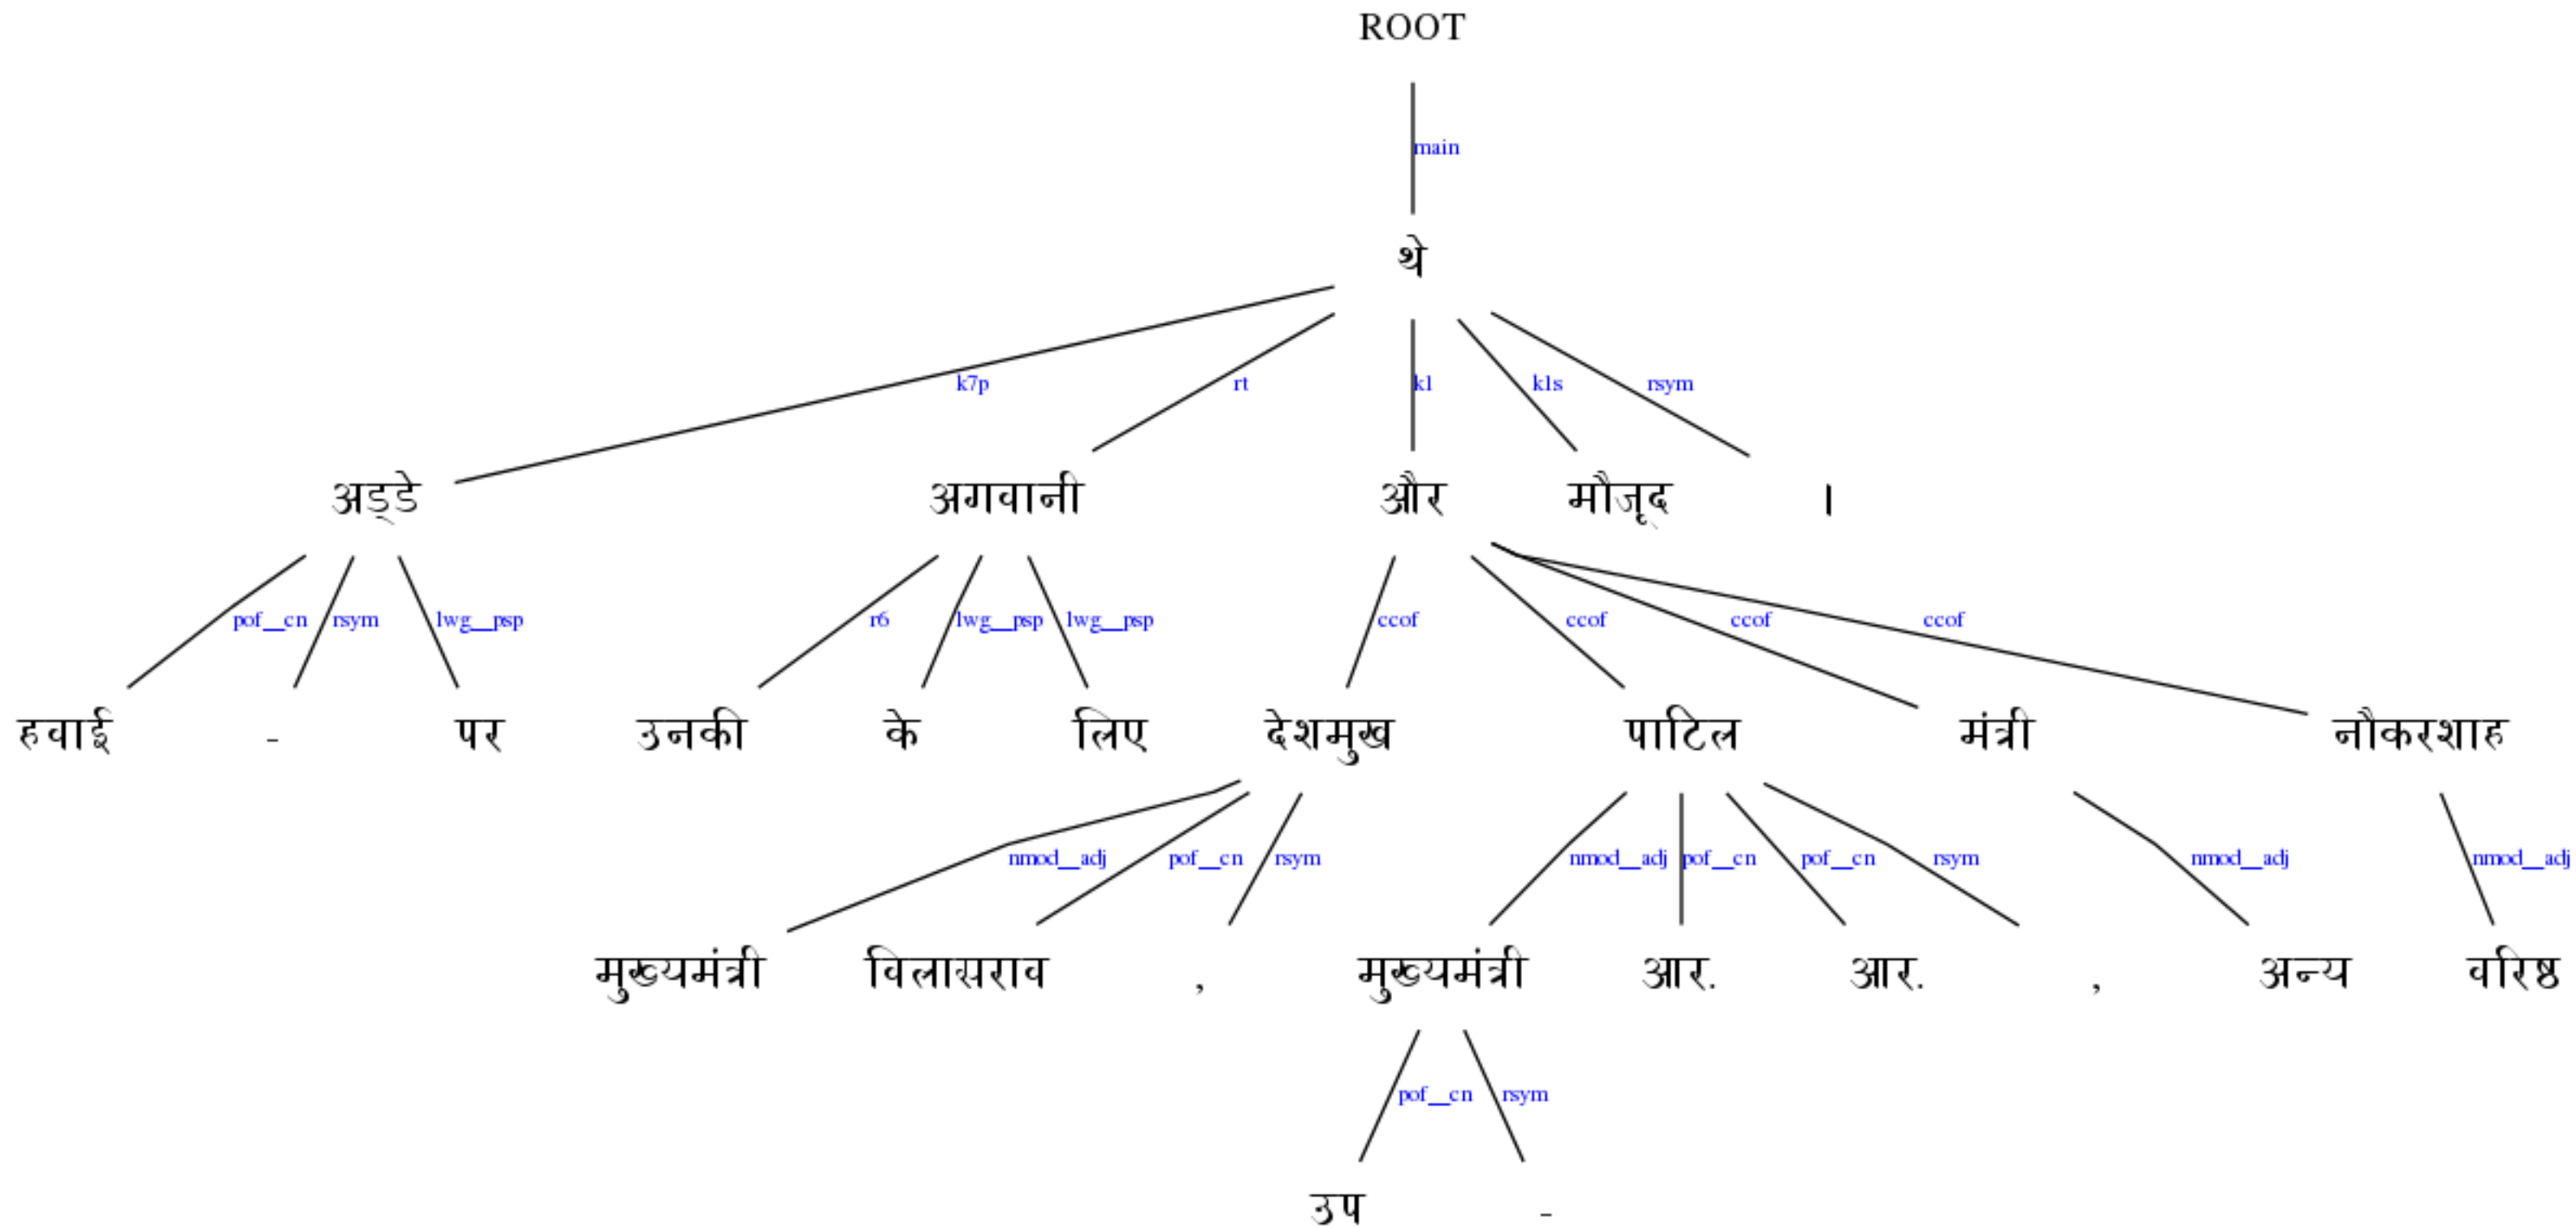 ROOT
main
थे
k7p rt k1 k1s rsym
अड्डे अगवानी और मौजूद ।
pof__cn rsym lwg__psp r6 lwg__psp lwg__psp ccof ccof ccof ccof
हवाई - पर उनकी के लिए देशमुख पाटिल मंत्री नौकरशाह
nmod__adj pof__cn rsym nmod__adj pof__cn pof__cn rsym nmod__adj nmod__adj
मुख्यमंत्री विलासराव , मुख्यमंत्री आर. आर. , अन्य वरिष्ठ
pof__cn rsym
उप -